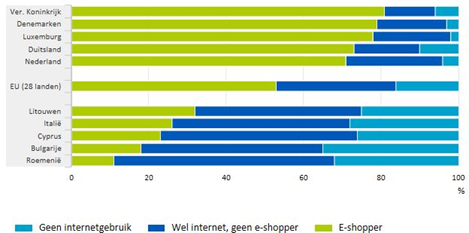 Ver. Koninkrijk
Denemarken
Luxemburg
Duitsland
Nederland
EU (28 landen)
Litouwen
Italië
Cyprus
Bulgarije
Roemenië
0 20 40 60 80 100
%
Geen internetgebruik Wel internet, geen e-shopper E-shopper